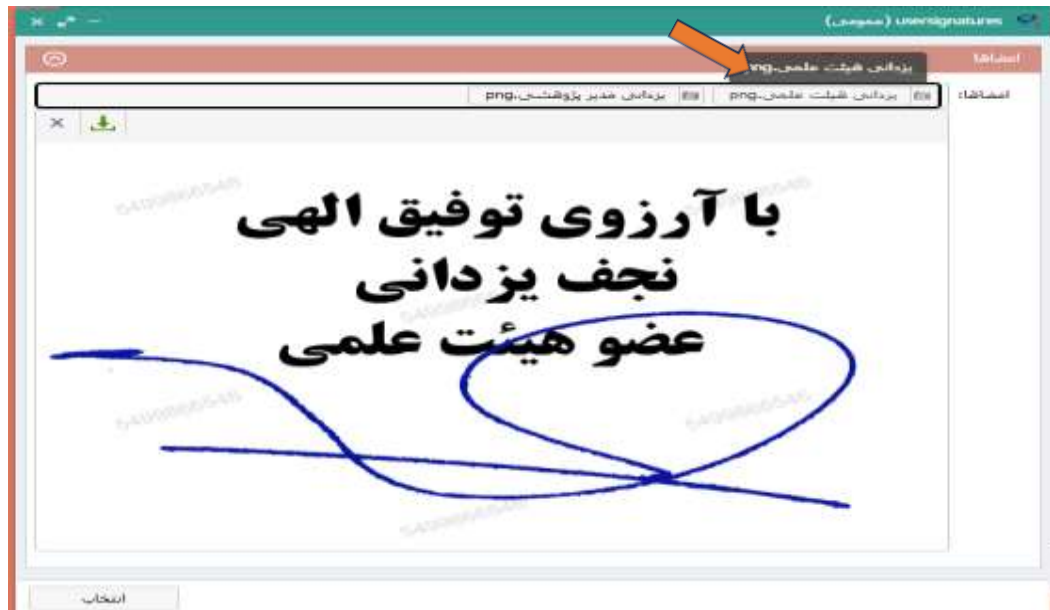 usersignatures (عمومی)
امضاها
یزدانی هیئت علمی.png
امضاها:
یزدانی هیئت علمی.png
یزدانی مدیر پژوهشی.png
با آرزوی توفیق الهی
نجف یزدانی
عضو هیئت علمی
انتخاب